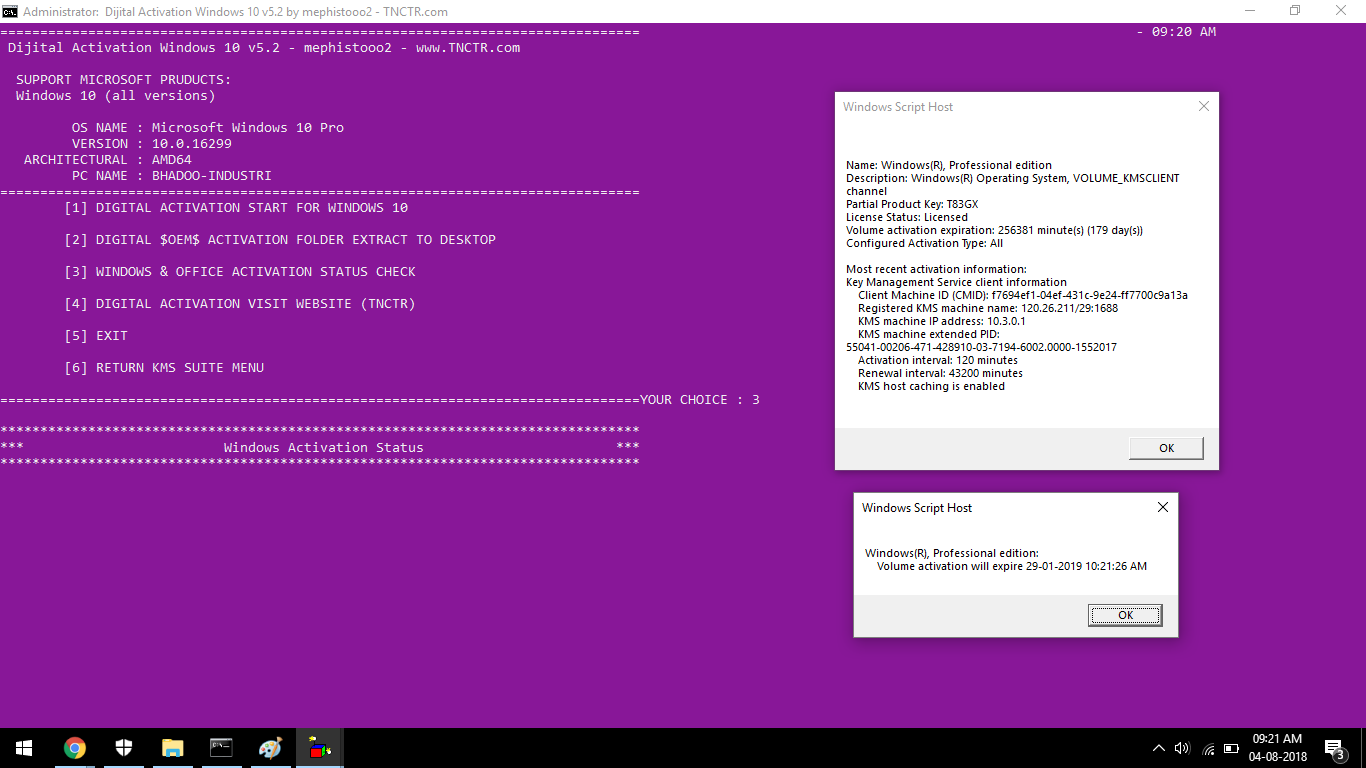 Administrator:  Dijital Activation Windows 10 v5.2 by mephistooo2 - TNCTR.com
================================================================================                                                              - 09:20 AM
Dijital Activation Windows 10 v5.2 - mephistooo2 - www.TNCTR.com
SUPPORT MICROSOFT PRUDUCTS:
Windows 10 (all versions)
OS NAME : Microsoft Windows 10 Pro
VERSION : 10.0.16299
ARCHITECTURAL : AMD64
PC NAME : BHADOO-INDUSTRI
================================================================================
[1] DIGITAL ACTIVATION START FOR WINDOWS 10
[2] DIGITAL $OEM$ ACTIVATION FOLDER EXTRACT TO DESKTOP
[3] WINDOWS & OFFICE ACTIVATION STATUS CHECK
[4] DIGITAL ACTIVATION VISIT WEBSITE (TNCTR)
[5] EXIT
[6] RETURN KMS SUITE MENU
================================================================================YOUR CHOICE : 3
********************************************************************************
***                         Windows Activation Status                        ***
********************************************************************************
Windows Script Host
Name: Windows(R), Professional edition
Description: Windows(R) Operating System, VOLUME_KMSCLIENT
channel
Partial Product Key: T83GX
License Status: Licensed
Volume activation expiration: 256381 minute(s) (179 day(s))
Configured Activation Type: All
Most recent activation information:
Key Management Service client information
Client Machine ID (CMID): f7694ef1-04ef-431c-9e24-ff7700c9a13a
Registered KMS machine name: 120.26.211/29:1688
KMS machine IP address: 10.3.0.1
KMS machine extended PID:
55041-00206-471-428910-03-7194-6002.0000-1552017
Activation interval: 120 minutes
Renewal interval: 43200 minutes
KMS host caching is enabled
OK
Windows Script Host
Windows(R), Professional edition:
Volume activation will expire 29-01-2019 10:21:26 AM
OK
09:21 AM
04-08-2018
3